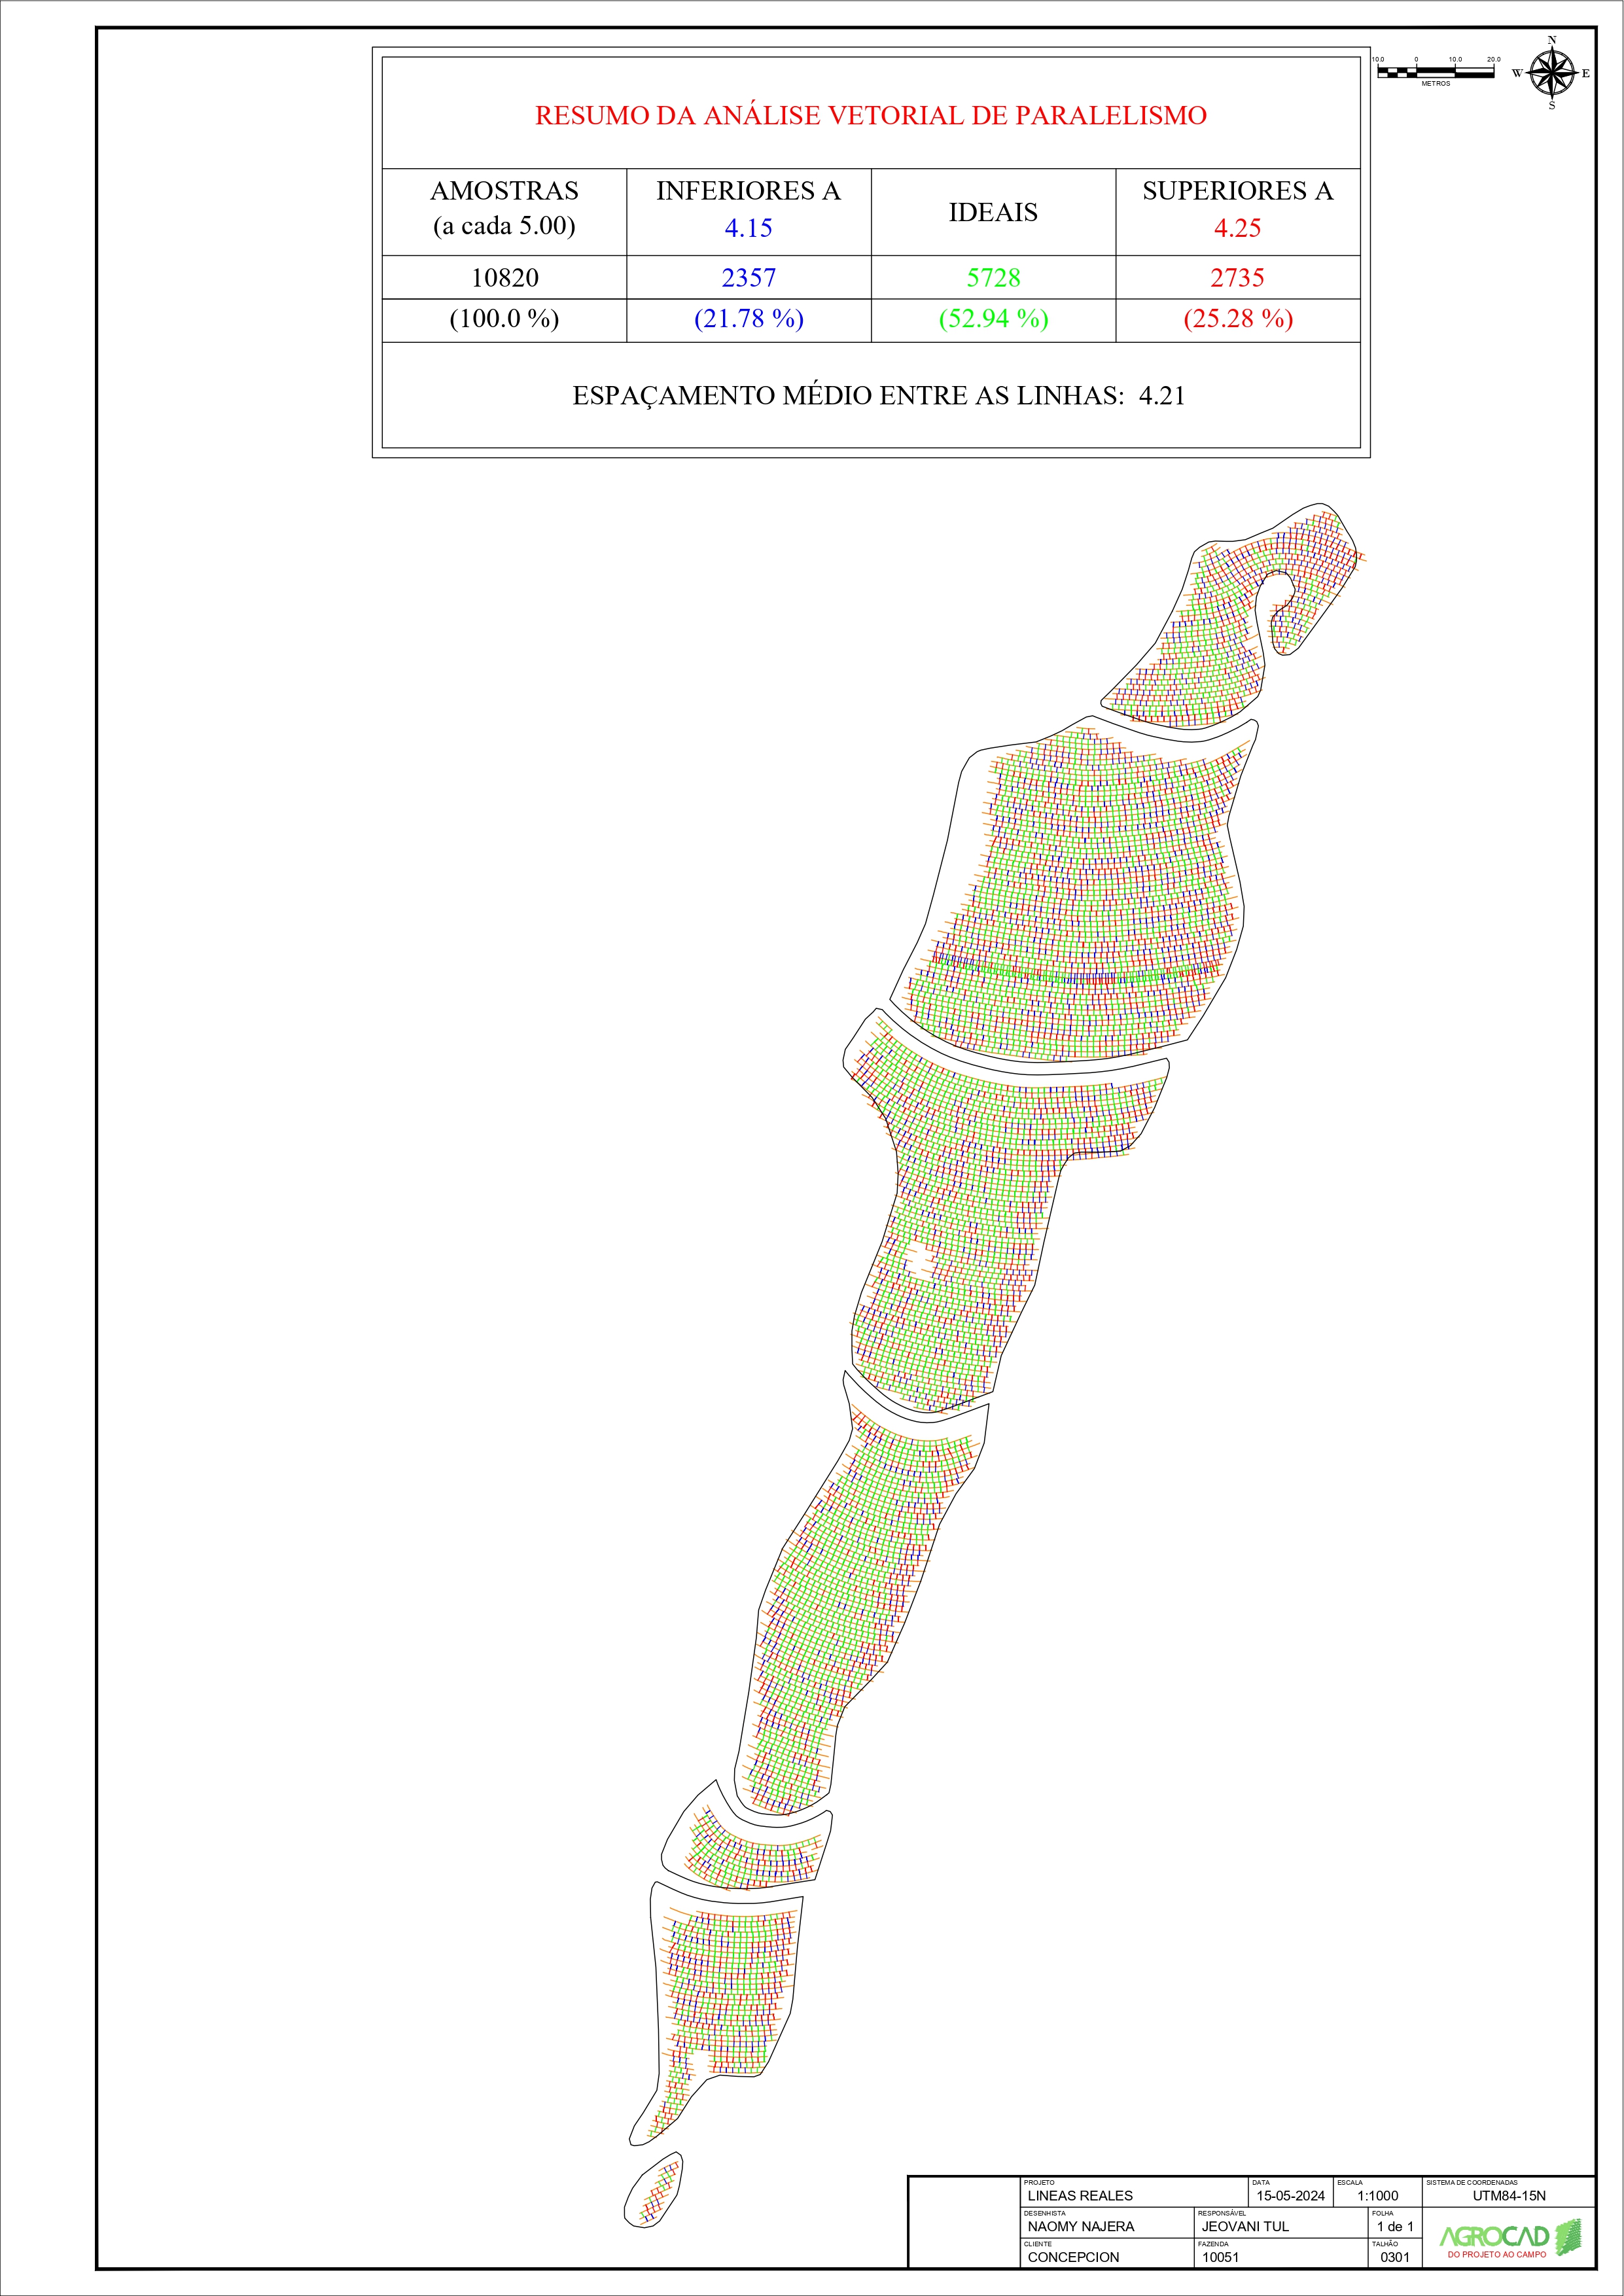 N
10.0 0 10.0 20.0
W E
METROS
S
RESUMO DA ANÁLISE VETORIAL DE PARALELISMO
AMOSTRAS
(a cada 5.00)
INFERIORES A
4.15
IDEAIS
SUPERIORES A
4.25
10820 2357 5728 2735
(100.0 %) (21.78 %) (52.94 %) (25.28 %)
ESPAÇAMENTO MÉDIO ENTRE AS LINHAS: 4.21
PROJETO DATA ESCALA SISTEMA DE COORDENADAS
LINEAS REALES 15-05-2024 1:1000 UTM84-15N
DESENHISTA RESPONSÁVEL FOLHA
NAOMY NAJERA JEOVANI TUL 1 de 1
CLIENTE FAZENDA TALHÃO
CONCEPCION 10051 0301
AGROCAD
DO PROJETO AO CAMPO